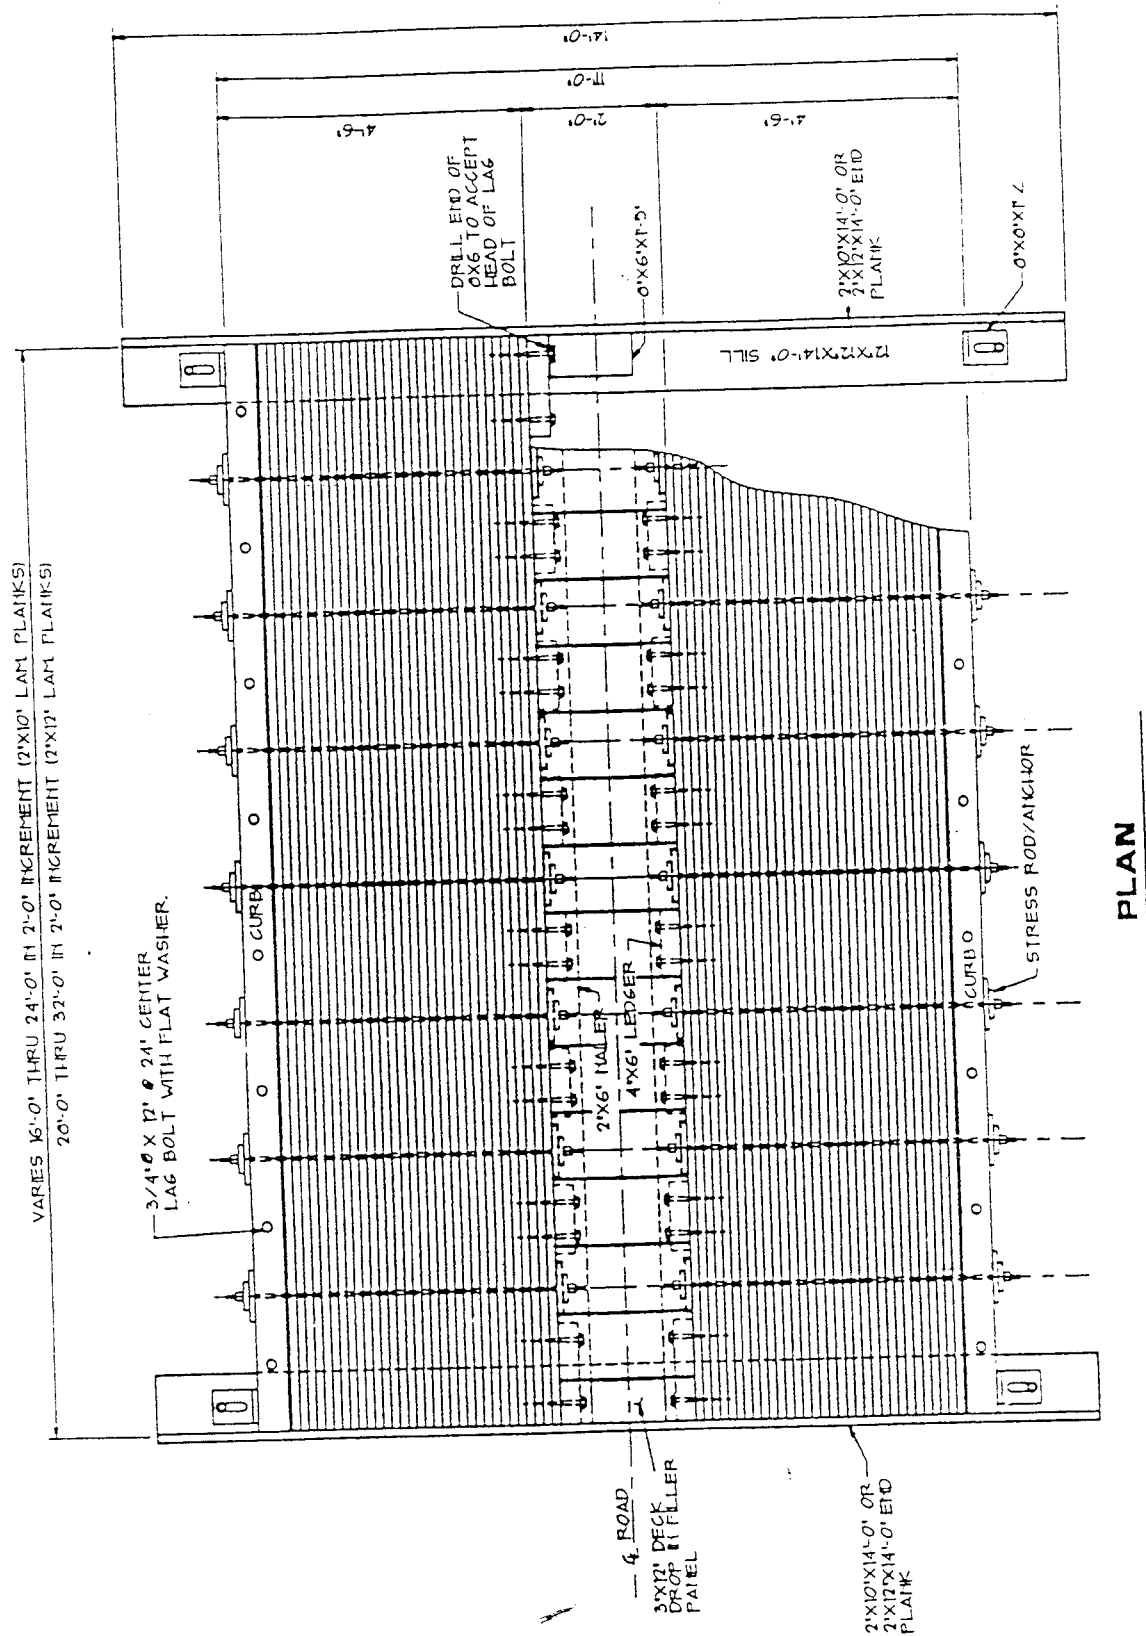 14'-0"
11'-0"
4'-6"
2'-0"
4'-6"
VARIES 16'-0" THRU 24'-0" IN 2'-0" INCREMENT (2"X10" LAM PLANKS)
20'-0" THRU 32'-0" IN 2'-0" INCREMENT (2"X12" LAM PLANKS)
DRILL END OF
8X6 TO ACCEPT
HEAD OF LAG
BOLT
2"X10"X14'-0" OR
2"X12"X14'-0" END
PLANK
12"X12"X14'-0" SILL
3/4"Ø X 12" @ 24" CENTER
LAG BOLT WITH FLAT WASHER.
CURB
2"X6" NAILER
4"X6" LEDGER
CURB
STRESS ROD/ANCHOR
℄ ROAD
3"X12" DECK
DROP IN FILLER
PANEL
2"X10"X14'-0" OR
2"X12"X14'-0" END
PLANK
PLAN